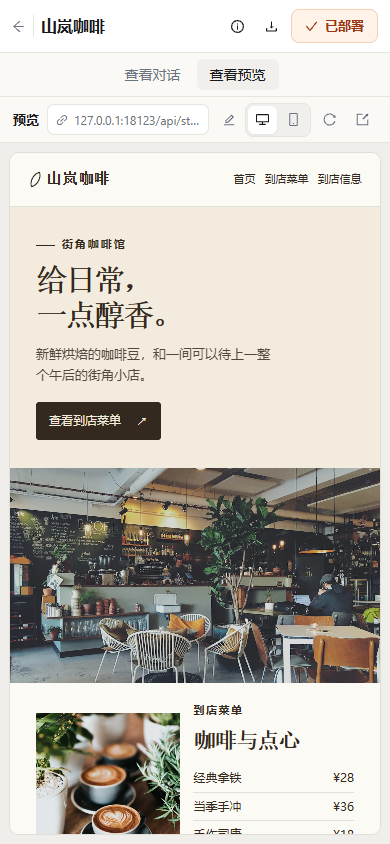 山岚咖啡
已部署
查看对话
查看预览
预览
127.0.0.1:18123/api/st...
山岚咖啡
首页 到店菜单 到店信息
街角咖啡馆
给日常，
一点醇香。
新鲜烘焙的咖啡豆，和一间可以待上一整
个午后的街角小店。
查看到店菜单 ↗
到店菜单
咖啡与点心
经典拿铁 ¥28
当季手冲 ¥36